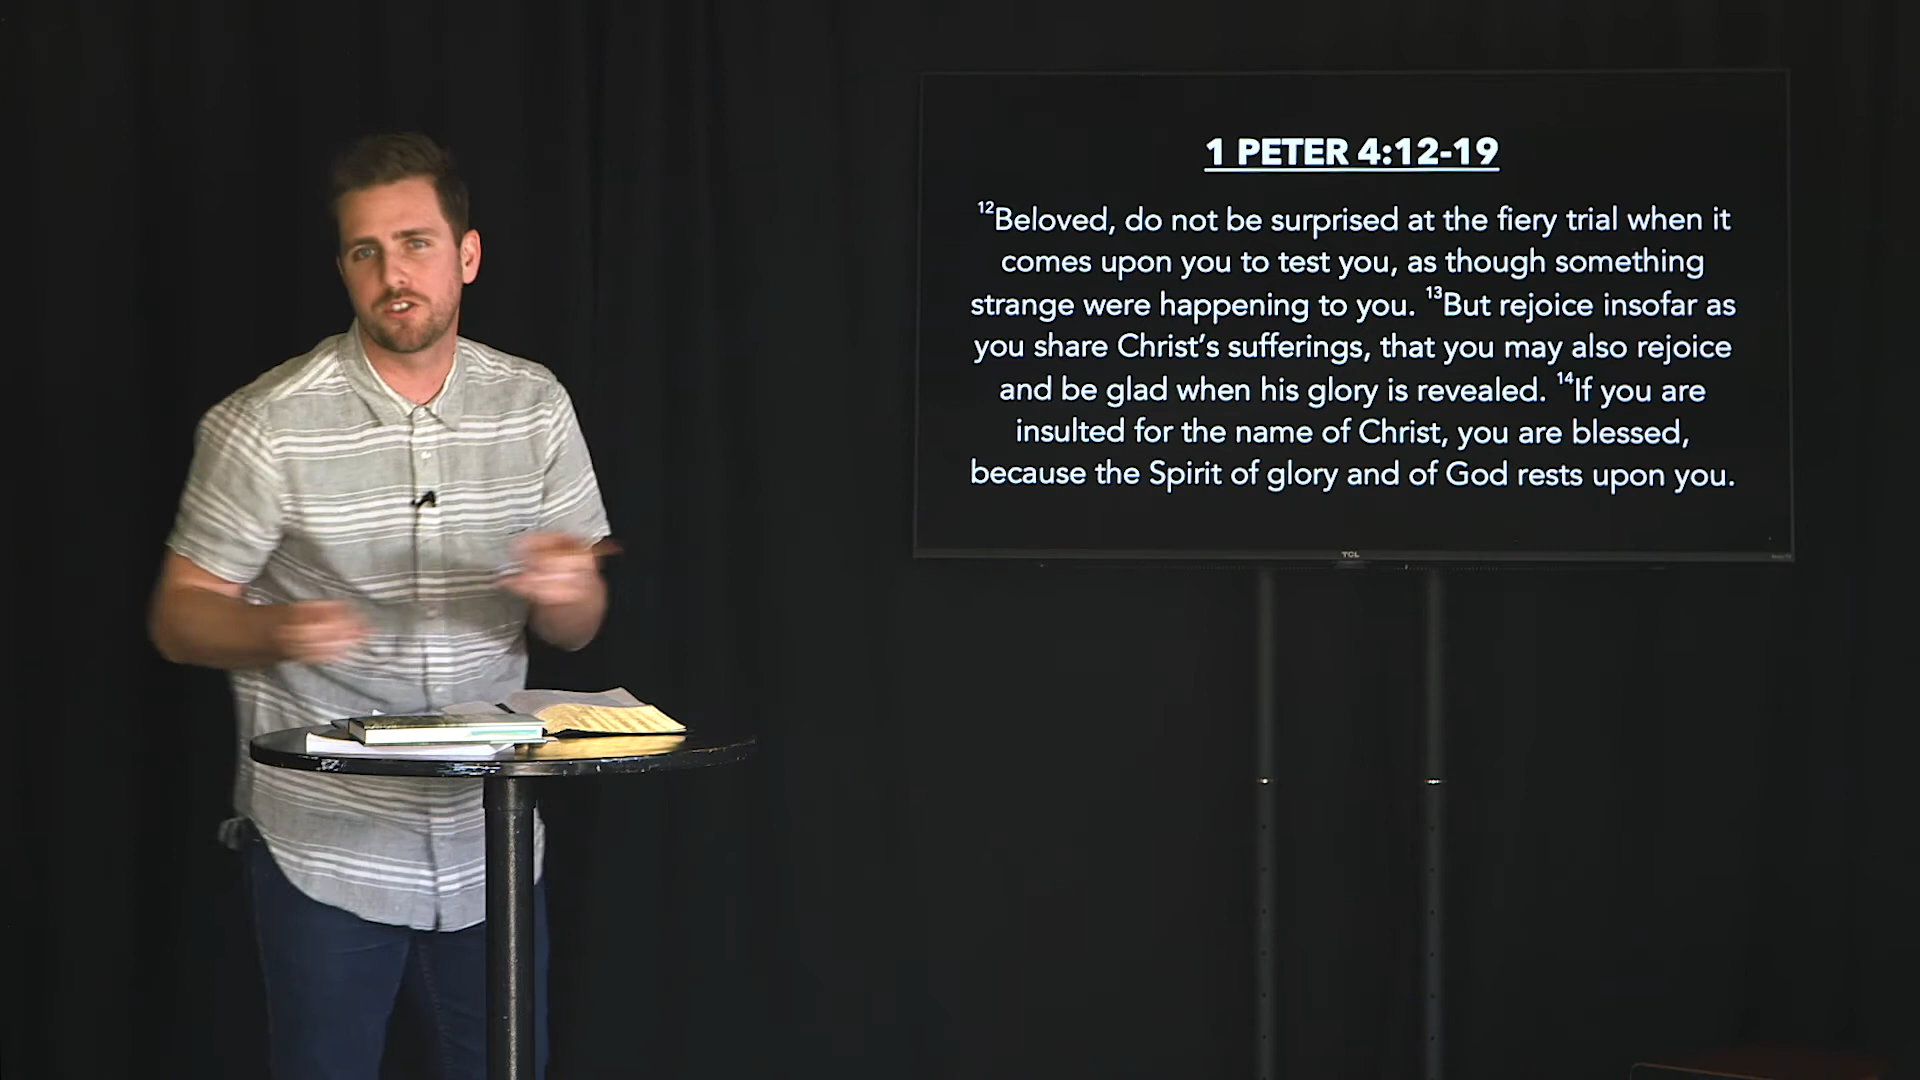 1 PETER 4:12-19
12Beloved, do not be surprised at the fiery trial when it
comes upon you to test you, as though something
strange were happening to you. 13But rejoice insofar as
you share Christ's sufferings, that you may also rejoice
and be glad when his glory is revealed. 14If you are
insulted for the name of Christ, you are blessed,
because the Spirit of glory and of God rests upon you.
TCL